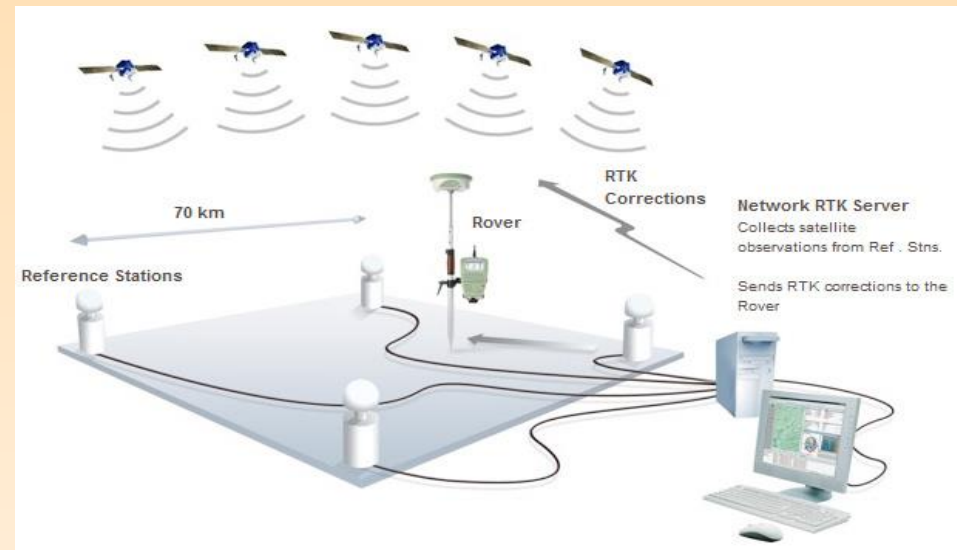 70 km
Reference Stations
Rover
RTK
Corrections
Network RTK Server
Collects satellite
observations from Ref . Stns.
Sends RTK corrections to the
Rover